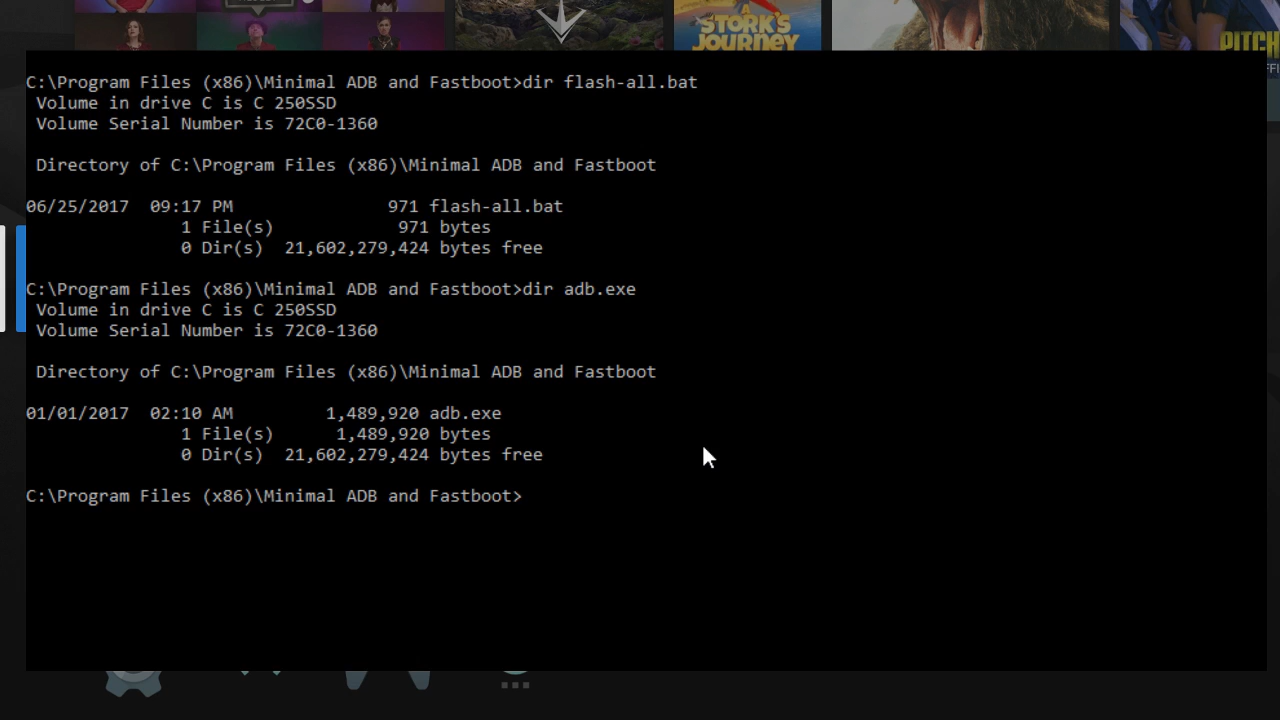 A
STORK'S
JOURNEY
PITCH
C:\Program Files (x86)\Minimal ADB and Fastboot>dir flash-all.bat
 Volume in drive C is C 250SSD
 Volume Serial Number is 72C0-1360
 Directory of C:\Program Files (x86)\Minimal ADB and Fastboot
06/25/2017  09:17 PM               971 flash-all.bat
               1 File(s)            971 bytes
               0 Dir(s)  21,602,279,424 bytes free
C:\Program Files (x86)\Minimal ADB and Fastboot>dir adb.exe
 Volume in drive C is C 250SSD
 Volume Serial Number is 72C0-1360
 Directory of C:\Program Files (x86)\Minimal ADB and Fastboot
01/01/2017  02:10 AM         1,489,920 adb.exe
               1 File(s)      1,489,920 bytes
               0 Dir(s)  21,602,279,424 bytes free
C:\Program Files (x86)\Minimal ADB and Fastboot>